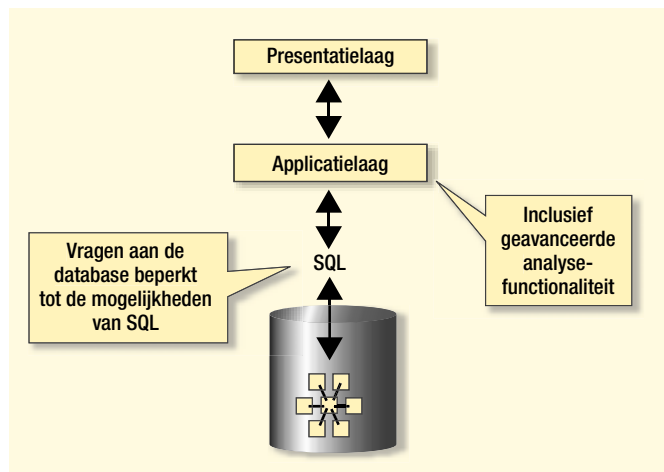 Presentatielaag
Applicatielaag
Inclusief
geavanceerde
analyse-
functionaliteit
Vragen aan de
database beperkt
tot de mogelijkheden
van SQL
SQL